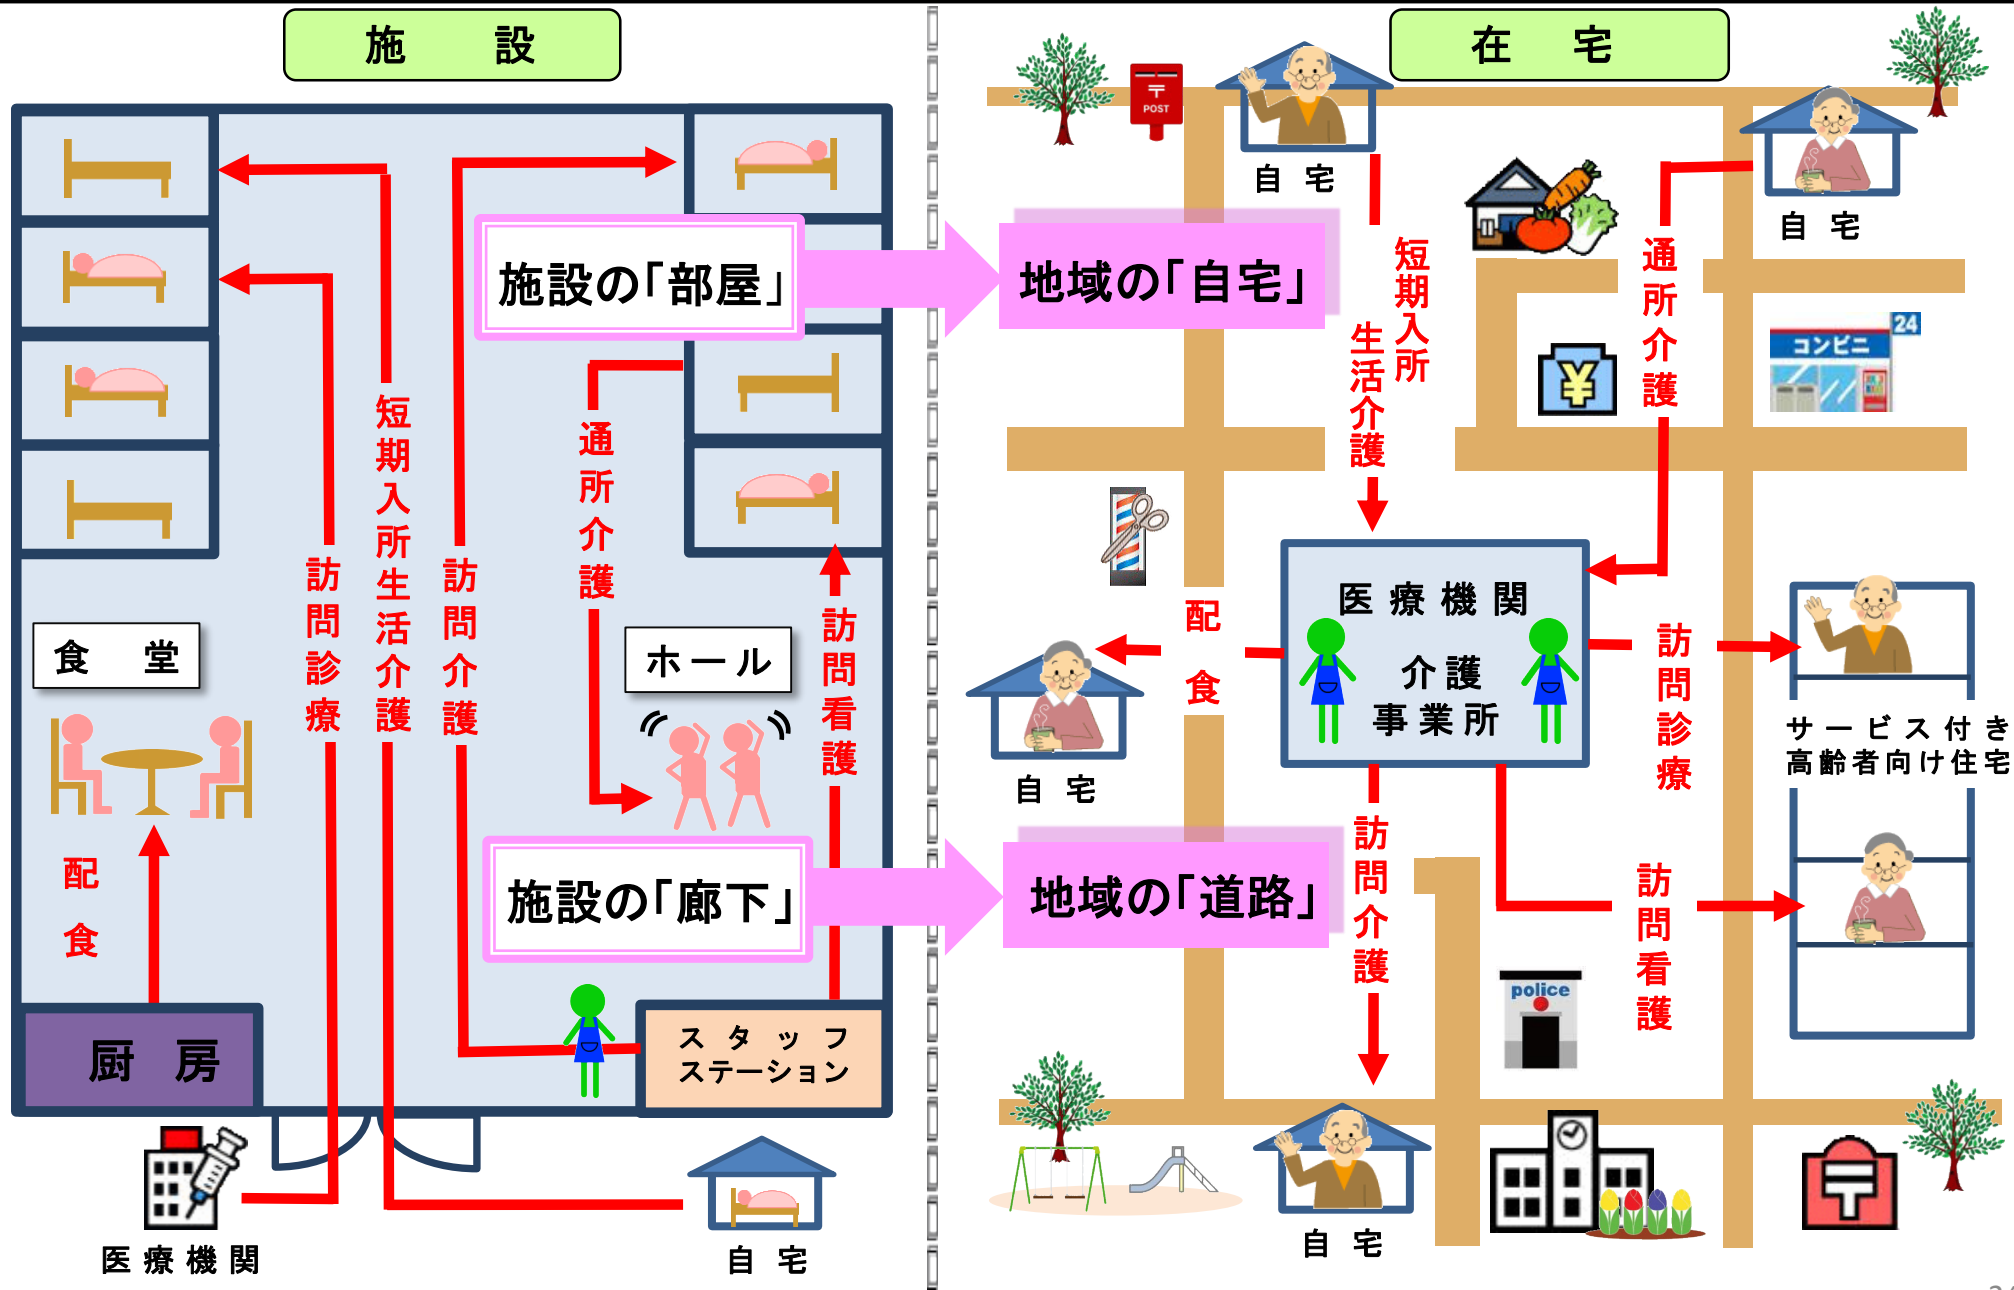 施設
施設の「部屋」
短期入所生活介護
訪問診療
訪問介護
通所介護
訪問看護
食堂
ホール
配食
施設の「廊下」
厨房
スタッフ
ステーション
医療機関
自宅
在宅
POST
自宅
自宅
地域の「自宅」
短期入所
生活介護
通所介護
¥
24
コンビニ
医療機関
介護
事業所
配食
自宅
訪問診療
サービス付き
高齢者向け住宅
地域の「道路」
訪問介護
訪問看護
police
自宅